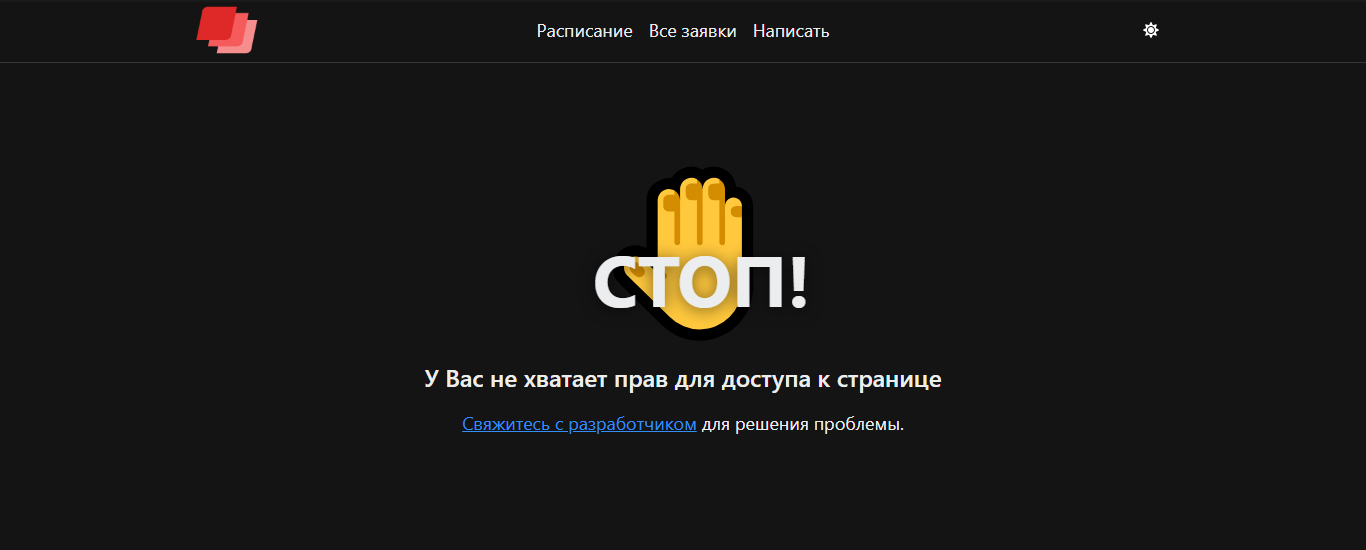 Расписание Все заявки Написать
СТОП!
У Вас не хватает прав для доступа к странице
Свяжитесь с разработчиком для решения проблемы.